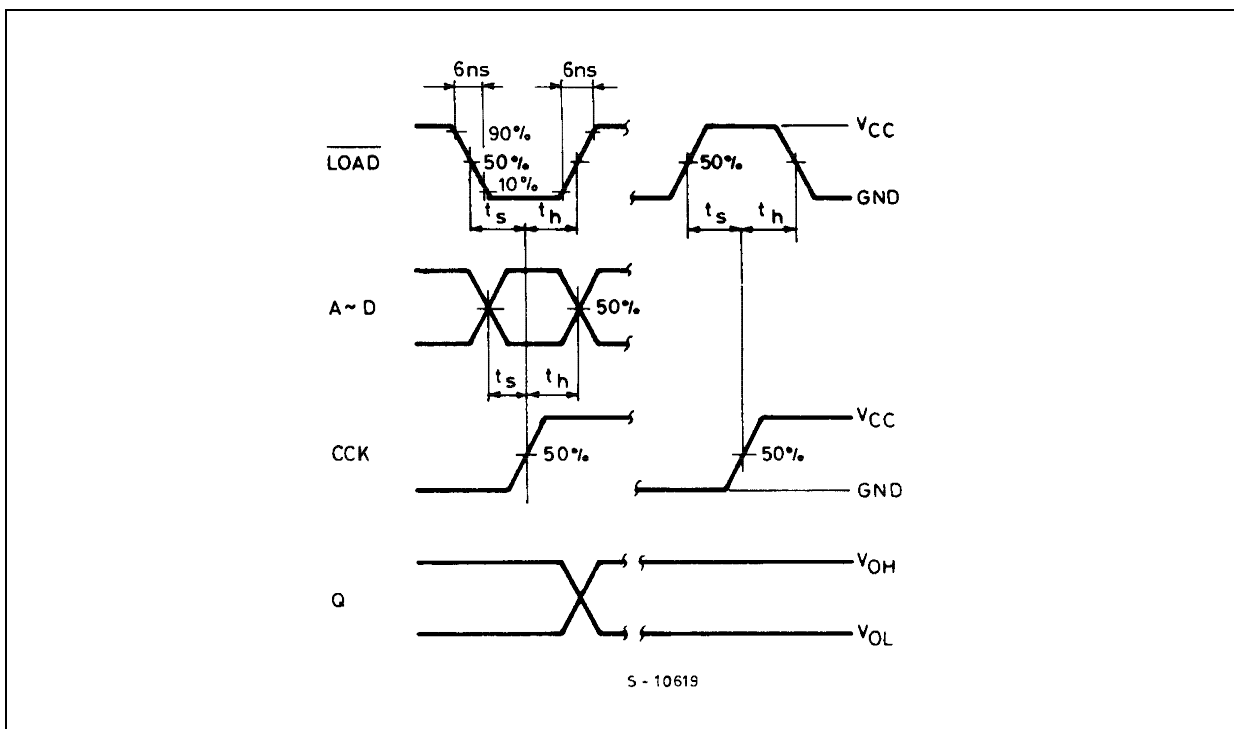 6ns 6ns
90%
VCC
LOAD
50%
50%
10%
GND
ts th ts th
A~D
50%
ts th
VCC
CCK
50%
50%
GND
VOH
Q
VOL
S - 10619